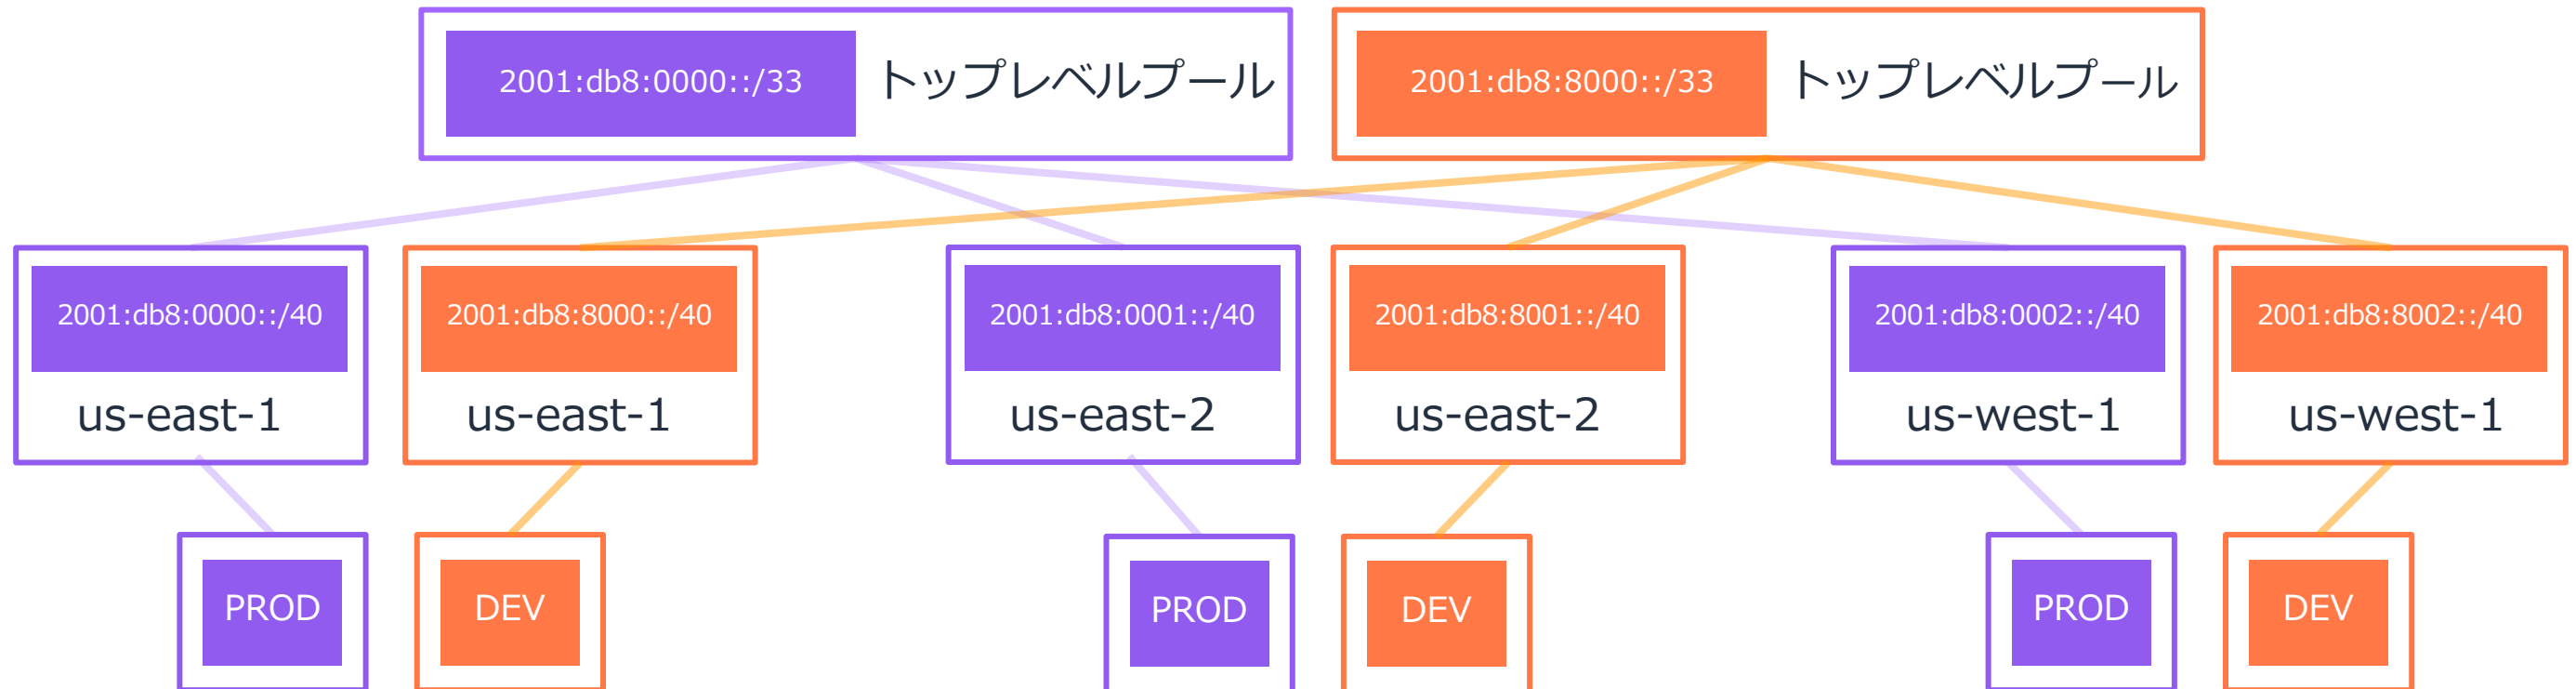 2001:db8:0000::/33
トップレベルプール
2001:db8:8000::/33
トップレベルプール
2001:db8:0000::/40
us-east-1
2001:db8:8000::/40
us-east-1
2001:db8:0001::/40
us-east-2
2001:db8:8001::/40
us-east-2
2001:db8:0002::/40
us-west-1
2001:db8:8002::/40
us-west-1
PROD
DEV
PROD
DEV
PROD
DEV